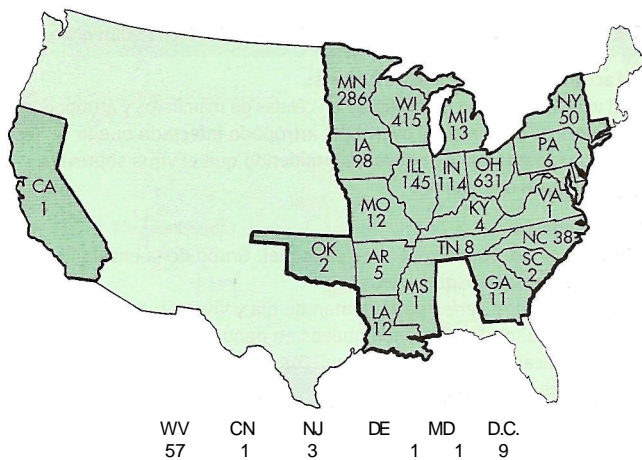 MN
286
WI
415
MI
13
NY
50
IA
98
PA
6
ILL
145
IN
114
OH
631
CA
1
MO
12
KY
4
VA
1
OK
2
AR
5
TN 8
NC 38
SC
2
MS
1
GA
11
LA
12
WV CN NJ DE MD D.C.
57 1 3 1 1 9